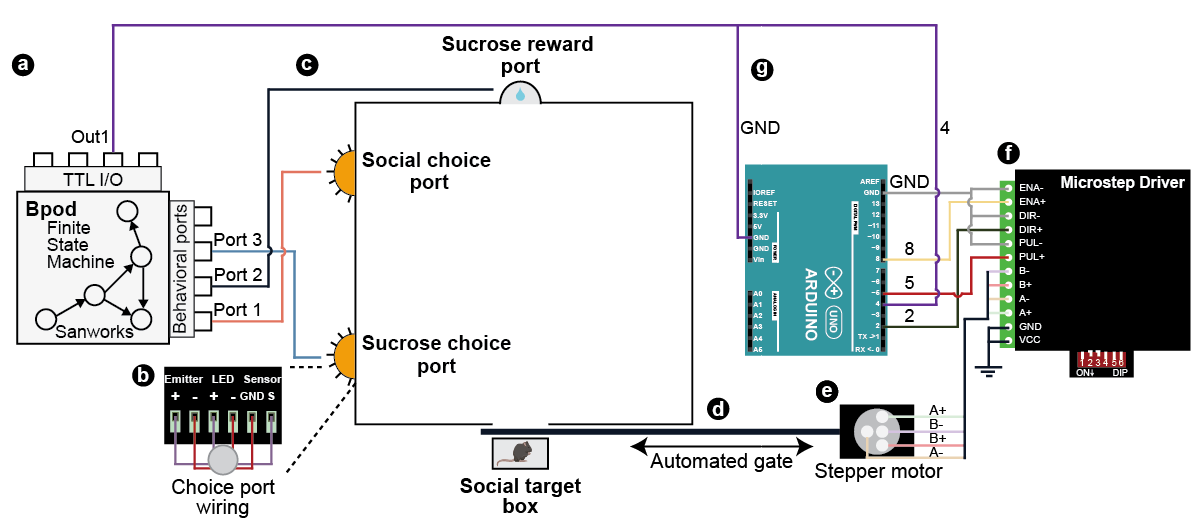 a
c
Sucrose reward
port
g
Out1
TTL I/O
Bpod
Finite
State
Machine
Sanworks
Behavioral ports
Port 3
Port 2
Port 1
Social choice
port
Sucrose choice
port
b
Emitter LED Sensor
+ - + - GND S
Choice port
wiring
Social target
box
d
Automated gate
e
Stepper motor
A+
B-
B+
A-
GND
4
GND
8
5
2
IOREF
RESET
3.3V
5V
GND
GND
Vin
POWER
A0
A1
A2
A3
A4
A5
ANALOG IN
ARDUINO
UNO
DIGITAL PWM
AREF
GND
13
12
~11
~10
~9
8
7
~6
~5
4
~3
2
TX→1
RX←0
f
Microstep Driver
ENA-
ENA+
DIR-
DIR+
PUL-
PUL+
B-
B+
A-
A+
GND
VCC
1 2 3 4 5 6
ON↓ DIP